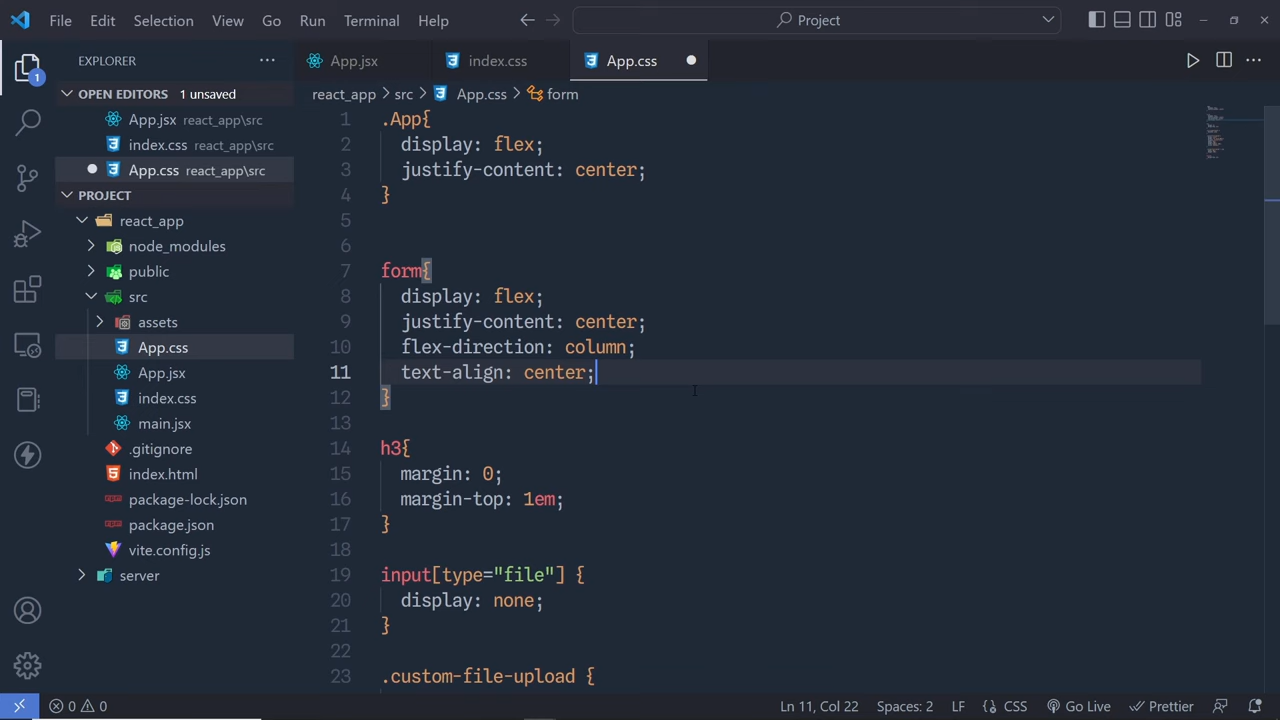 File Edit Selection View Go Run Terminal Help Project
EXPLORER
App.jsx index.css App.css
OPEN EDITORS 1 unsaved
App.jsx react_app\src
index.css react_app\src
App.css react_app\src
PROJECT
react_app
node_modules
public
src
assets
App.css
App.jsx
index.css
main.jsx
.gitignore
index.html
package-lock.json
package.json
vite.config.js
server
1
react_app > src > App.css > form
1 .App{
2 display: flex;
3 justify-content: center;
4 }
5
6
7 form{
8 display: flex;
9 justify-content: center;
10 flex-direction: column;
11 text-align: center;
12 }
13
14 h3{
15 margin: 0;
16 margin-top: 1em;
17 }
18
19 input[type="file"] {
20 display: none;
21 }
22
23 .custom-file-upload {
0 0 Ln 11, Col 22 Spaces: 2 LF CSS Go Live Prettier